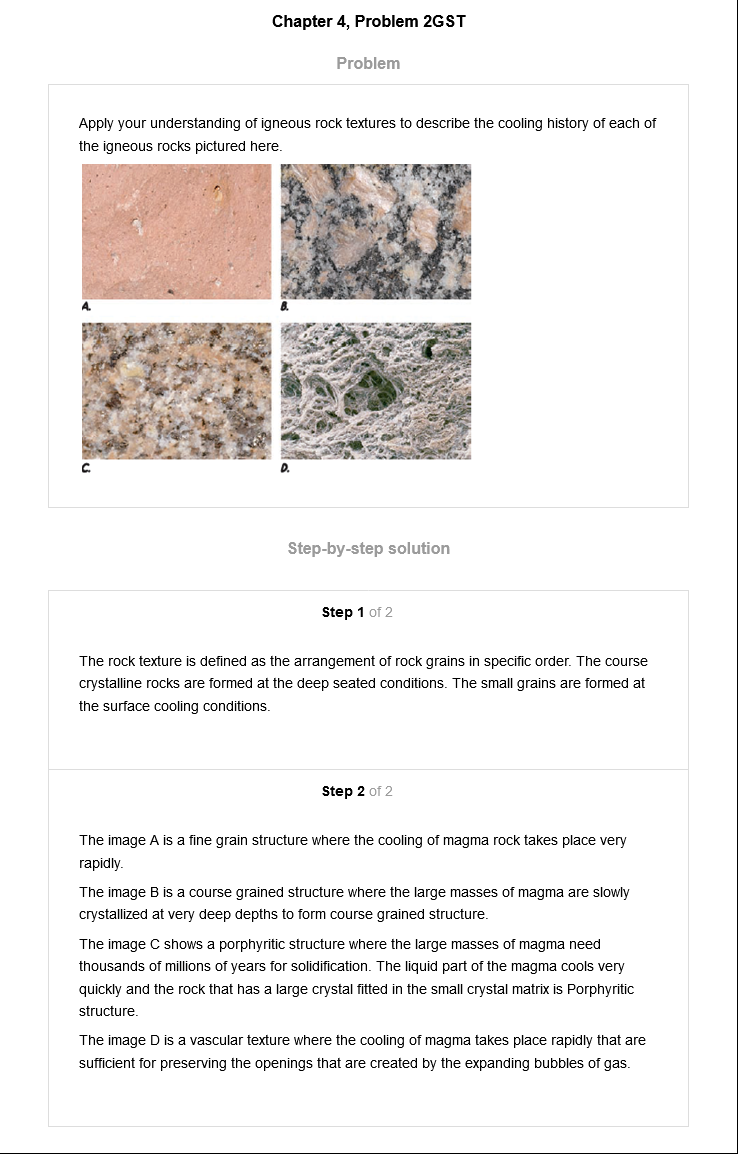 Chapter 4, Problem 2GST
Problem
Apply your understanding of igneous rock textures to describe the cooling history of each of
the igneous rocks pictured here.
A.
B.
C.
D.
Step-by-step solution
Step 1 of 2
The rock texture is defined as the arrangement of rock grains in specific order. The course
crystalline rocks are formed at the deep seated conditions. The small grains are formed at
the surface cooling conditions.
Step 2 of 2
The image A is a fine grain structure where the cooling of magma rock takes place very
rapidly.
The image B is a course grained structure where the large masses of magma are slowly
crystallized at very deep depths to form course grained structure.
The image C shows a porphyritic structure where the large masses of magma need
thousands of millions of years for solidification. The liquid part of the magma cools very
quickly and the rock that has a large crystal fitted in the small crystal matrix is Porphyritic
structure.
The image D is a vascular texture where the cooling of magma takes place rapidly that are
sufficient for preserving the openings that are created by the expanding bubbles of gas.